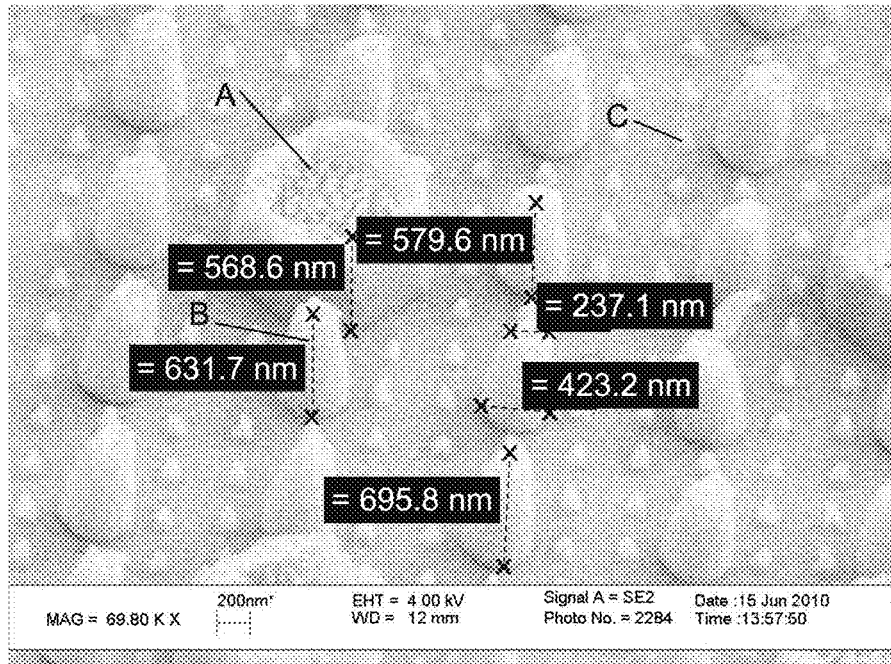 A
C
= 579.6 nm
= 568.6 nm
= 237.1 nm
B
= 631.7 nm
= 423.2 nm
= 695.8 nm
MAG = 69.80 K X
200nm*
EHT = 4.00 kV
WD = 12 mm
Signal A = SE2
Photo No. = 2284
Date :15 Jun 2010
Time :13:57:50